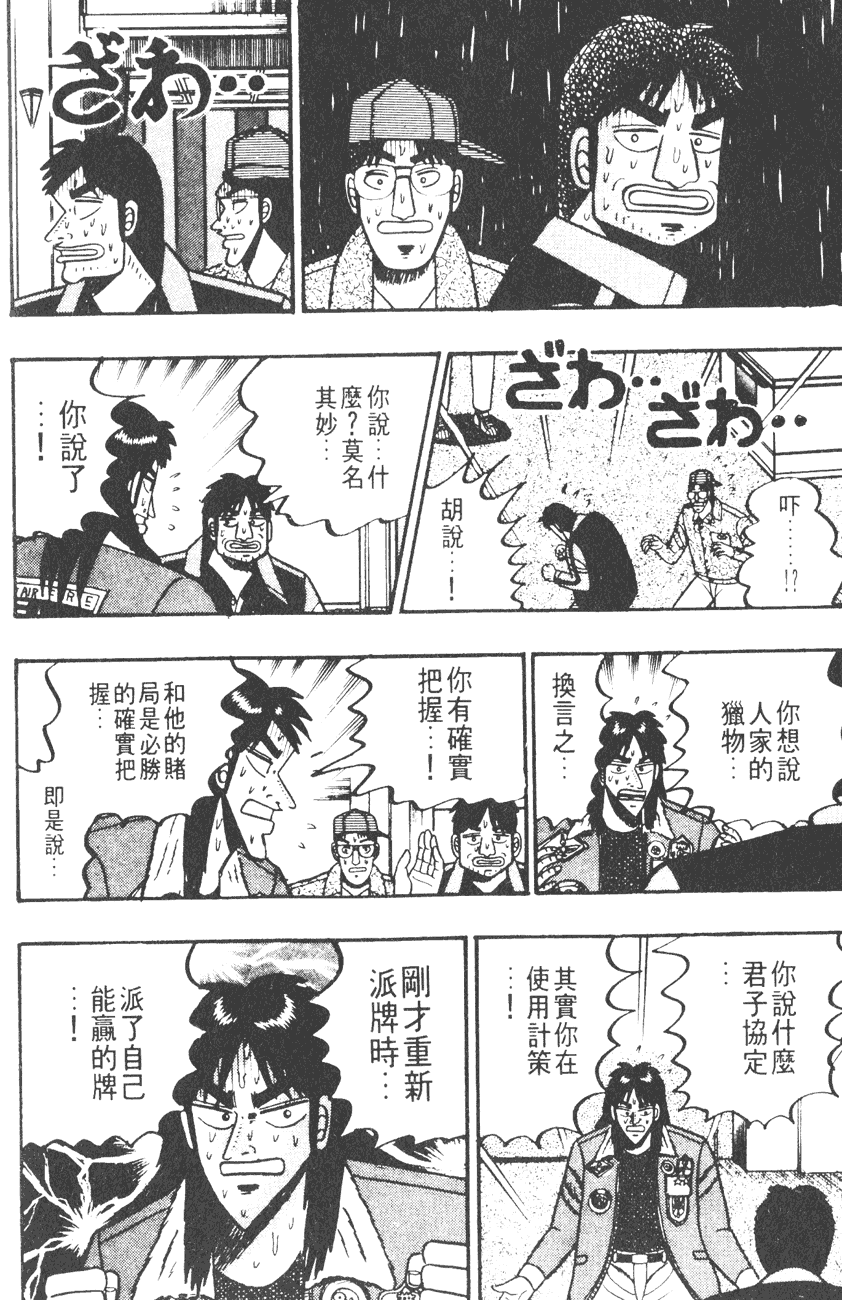 ざわ‥
ざわ‥
ざわ‥
吓……!?
胡說…！
你說…什
麼？莫名
其妙…
你說了
…！
你想說
人家的
獵物…
換言之…
你有確實
把握…！
和他的賭
局是必勝
的確實把
握…
即是說…
你說什麼
君子協定
…
其實你在
使用計策
…！
剛才重新
派牌時…
派了自己
能贏的牌
…！